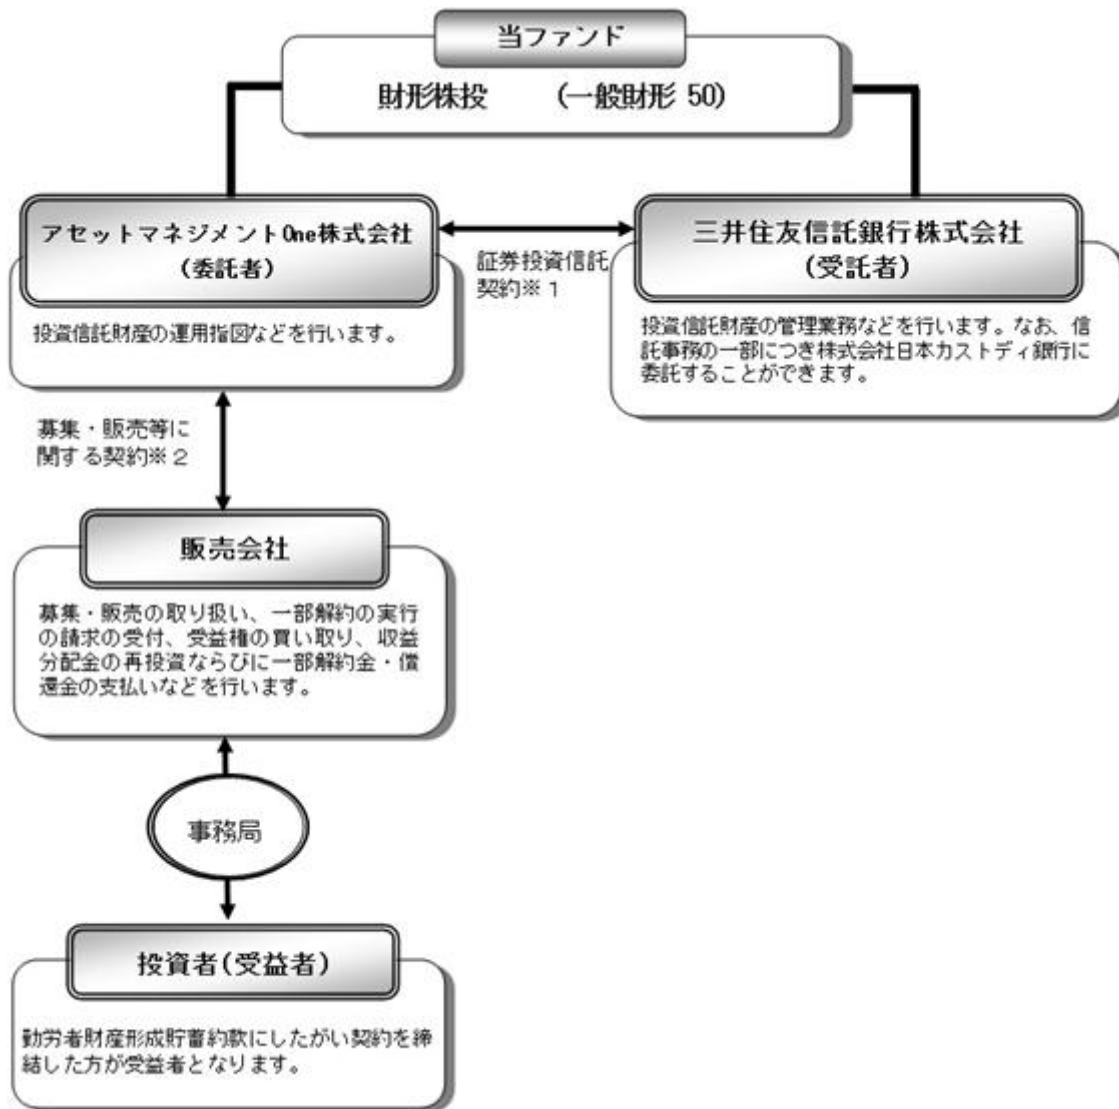 当ファンド
財形株投　　（一般財形 50）
アセットマネジメントOne株式会社
（委託者）
投資信託財産の運用指図などを行います。
証券投資信託
契約※１
三井住友信託銀行株式会社
（受託者）
投資信託財産の管理業務などを行います。なお、信
託事務の一部につき株式会社日本カストディ銀行に
委託することができます。
募集・販売等に
関する契約※２
販売会社
募集・販売の取り扱い、一部解約の実行
の請求の受付、受益権の買い取り、収益
分配金の再投資ならびに一部解約金・償
還金の支払いなどを行います。
事務局
投資者（受益者）
勤労者財産形成貯蓄約款にしたがい契約を締
結した方が受益者となります。